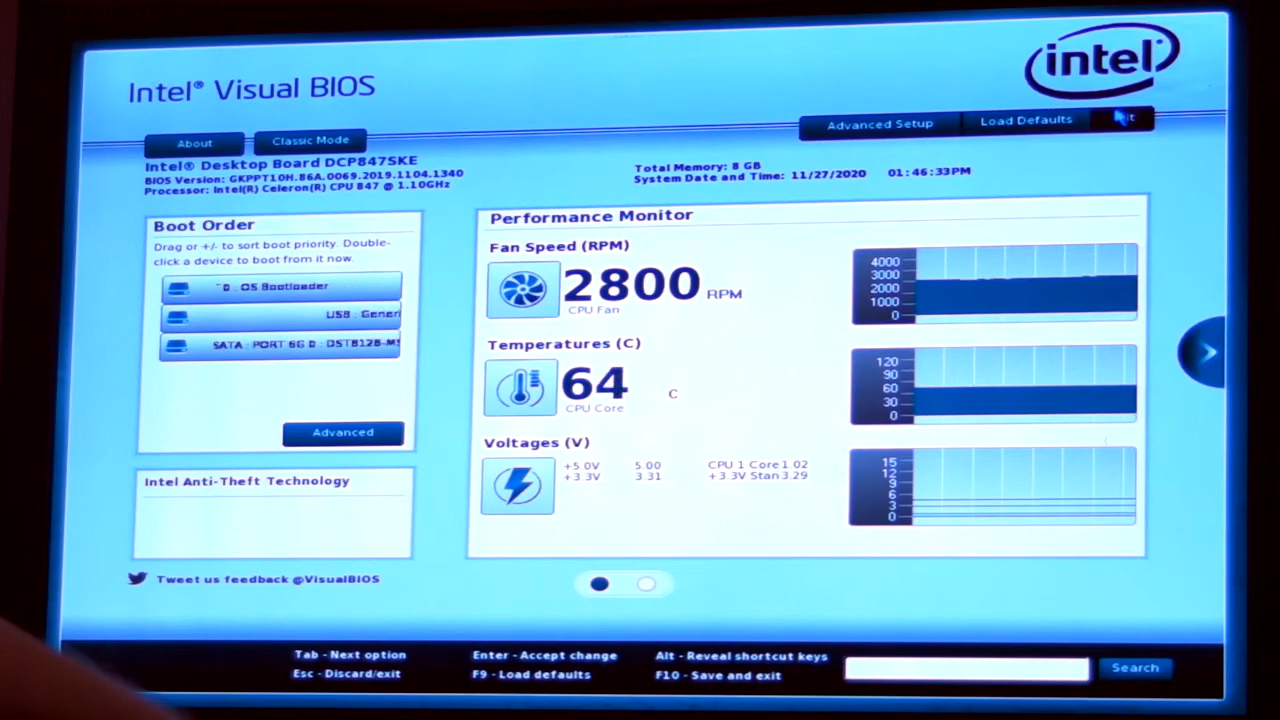 Intel® Visual BIOS
intel®
About
Classic Mode
Advanced Setup
Load Defaults
Intel® Desktop Board DCP847SKE
BIOS Version: GKPPT10H.86A.0069.2019.1104.1340
Processor: Intel(R) Celeron(R) CPU 847 @ 1.10GHz
Total Memory: 8 GB
System Date and Time: 11/27/2020 01:46:33PM
Boot Order
Drag or +/- to sort boot priority. Double-
click a device to boot from it now.
OS Bootloader
USB : Gener
SATA : PORT 6G 0 :
Advanced
Intel Anti-Theft Technology
Tweet us feedback @VisualBIOS
Performance Monitor
Fan Speed (RPM)
2800 RPM
CPU Fan
4000
3000
2000
1000
0
Temperatures (C)
64 C
CPU Core
120
90
60
30
0
Voltages (V)
+5.0V 5.00 CPU 1 Core 1.02
+3.3V 3.31 +3.3V Stan 3.29
15
12
9
6
3
0
Tab - Next option
Enter - Accept change
Alt - Reveal shortcut keys
Esc - Discard/exit
F9 - Load defaults
F10 - Save and exit
Search